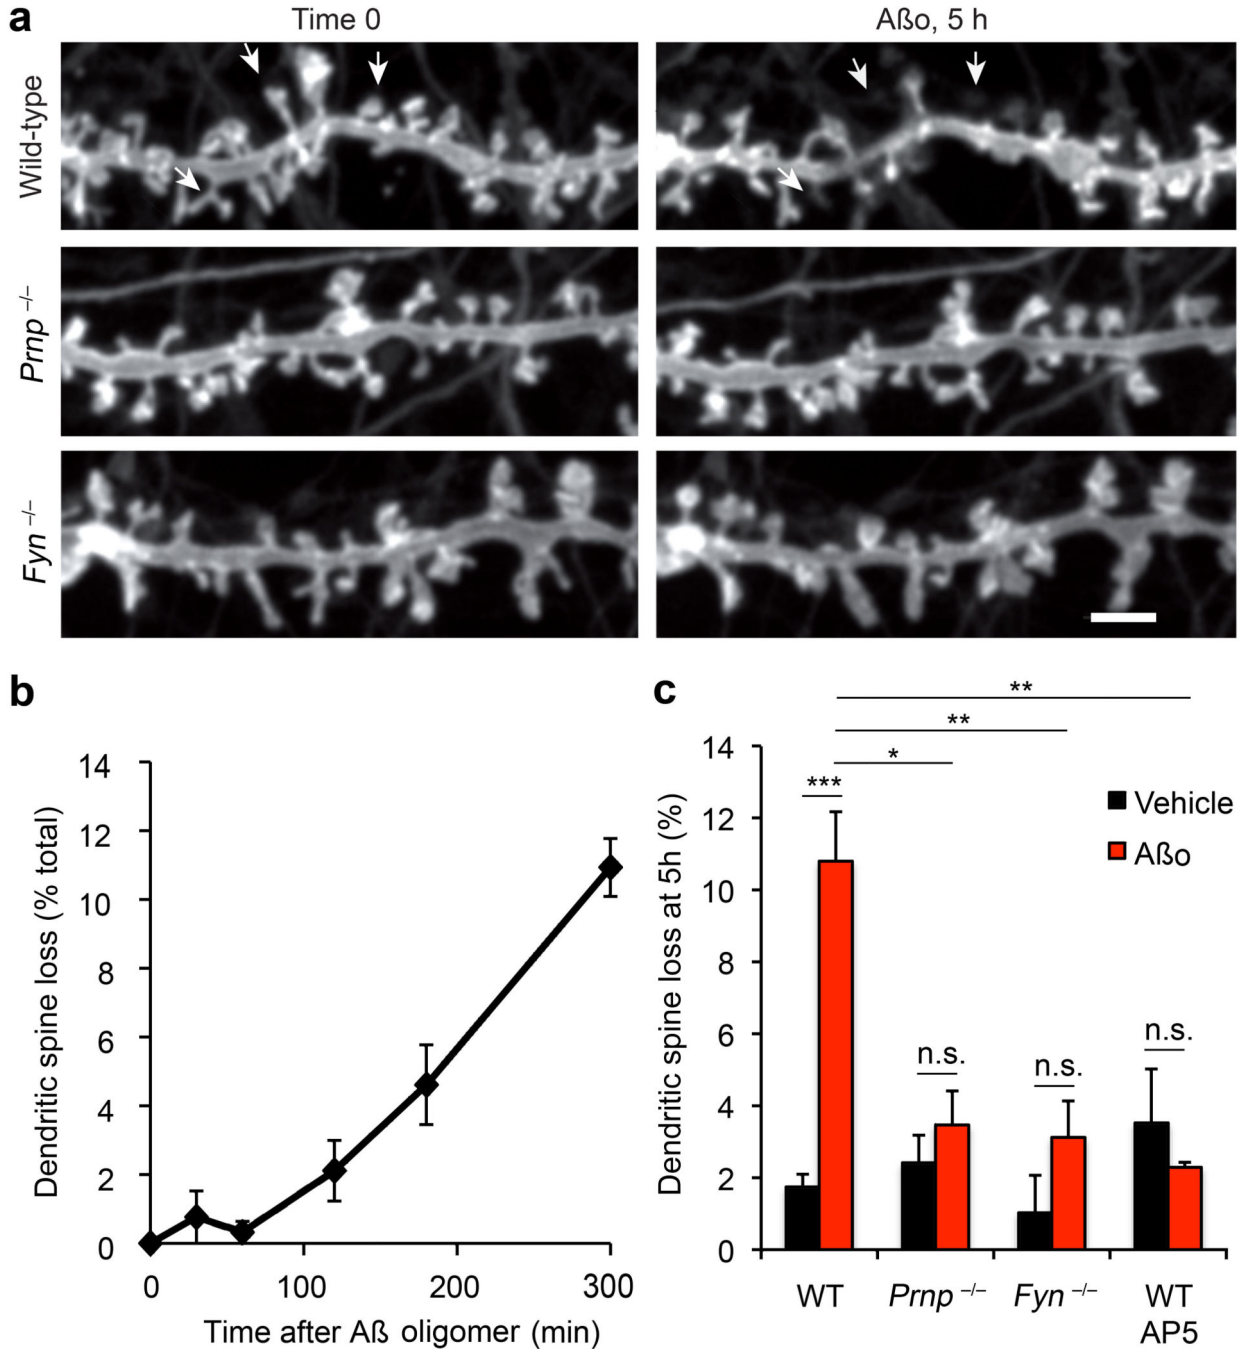 a
Time 0
Aßo, 5 h
Wild-type
Prnp –/–
Fyn –/–
b
14
12
10
8
6
4
2
0
Dendritic spine loss (% total)
0
100
200
300
Time after Aß oligomer (min)
c
**
**
*
***
n.s.
n.s.
n.s.
Vehicle
Aßo
14
12
10
8
6
4
2
0
Dendritic spine loss at 5h (%)
WT
Prnp –/–
Fyn –/–
WT
AP5